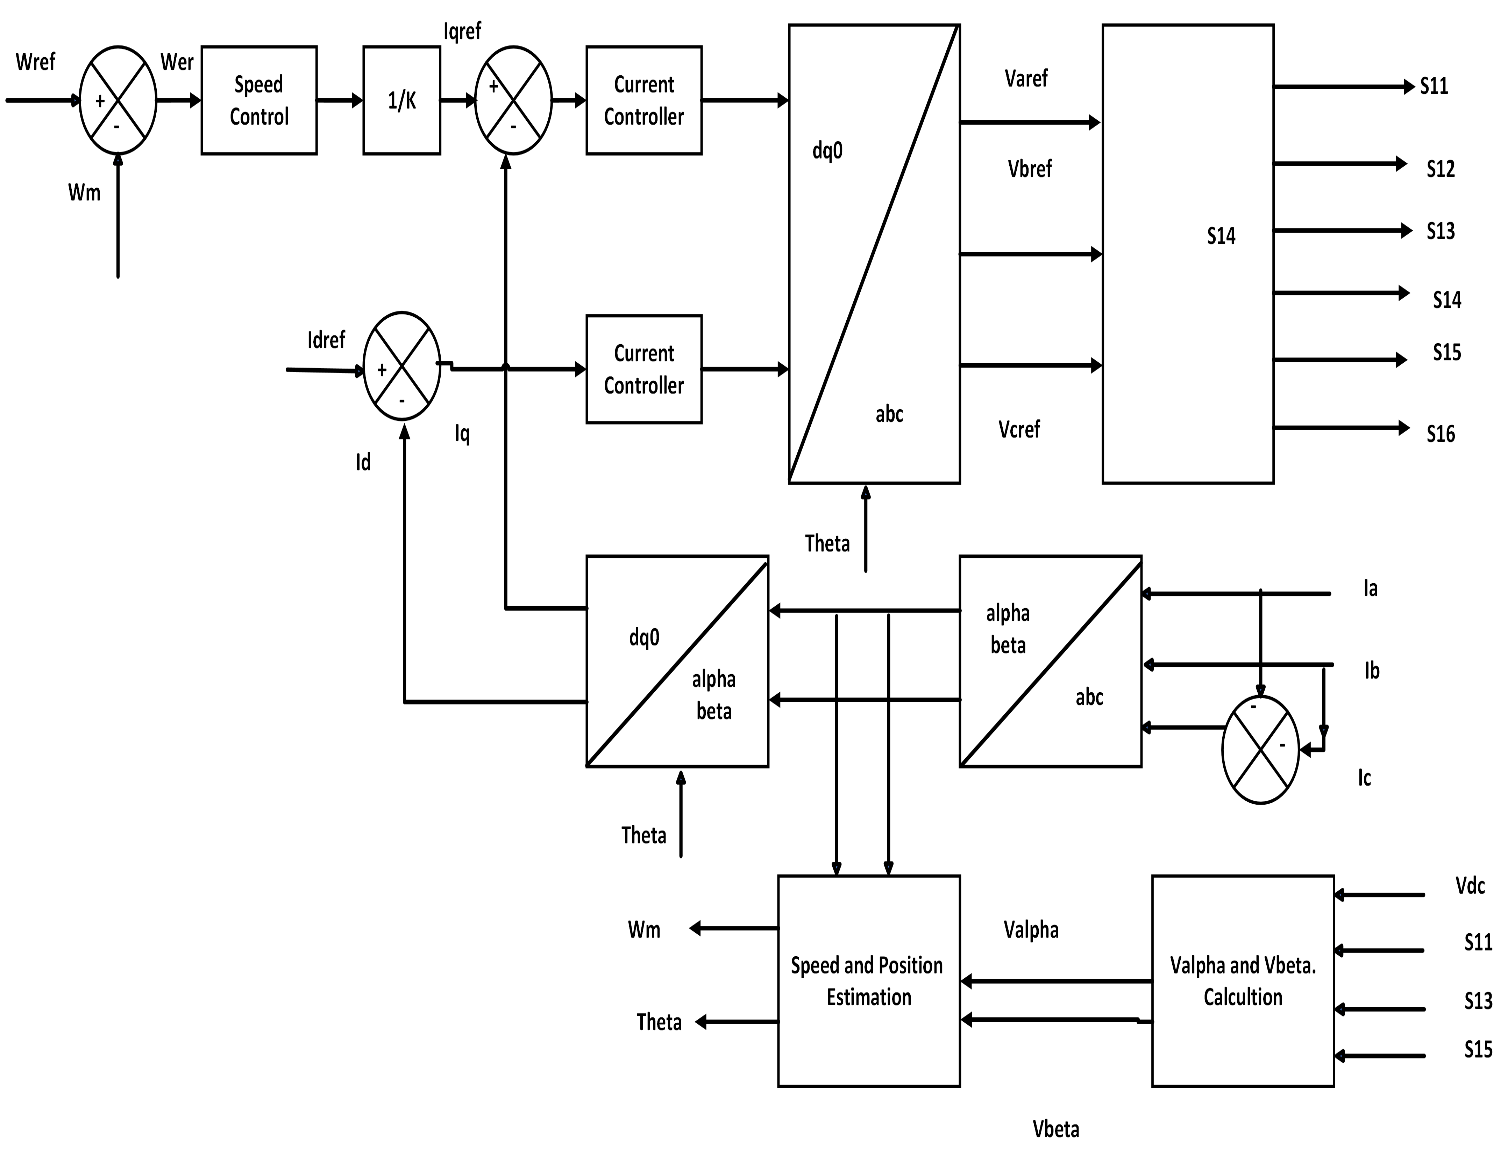 Wref
Wer
Iqref
+
-
Wm
Speed
Control
1/K
+
-
Current
Controller
dq0
abc
Theta
Varef
Vbref
Vcref
S14
S11
S12
S13
S14
S15
S16
Idref
+
-
Id
Iq
Current
Controller
dq0
alpha
beta
Theta
alpha
beta
abc
Ia
Ib
-
-
Ic
Wm
Theta
Speed and Position
Estimation
Valpha
Vbeta
Valpha and Vbeta.
Calcultion
Vdc
S11
S13
S15